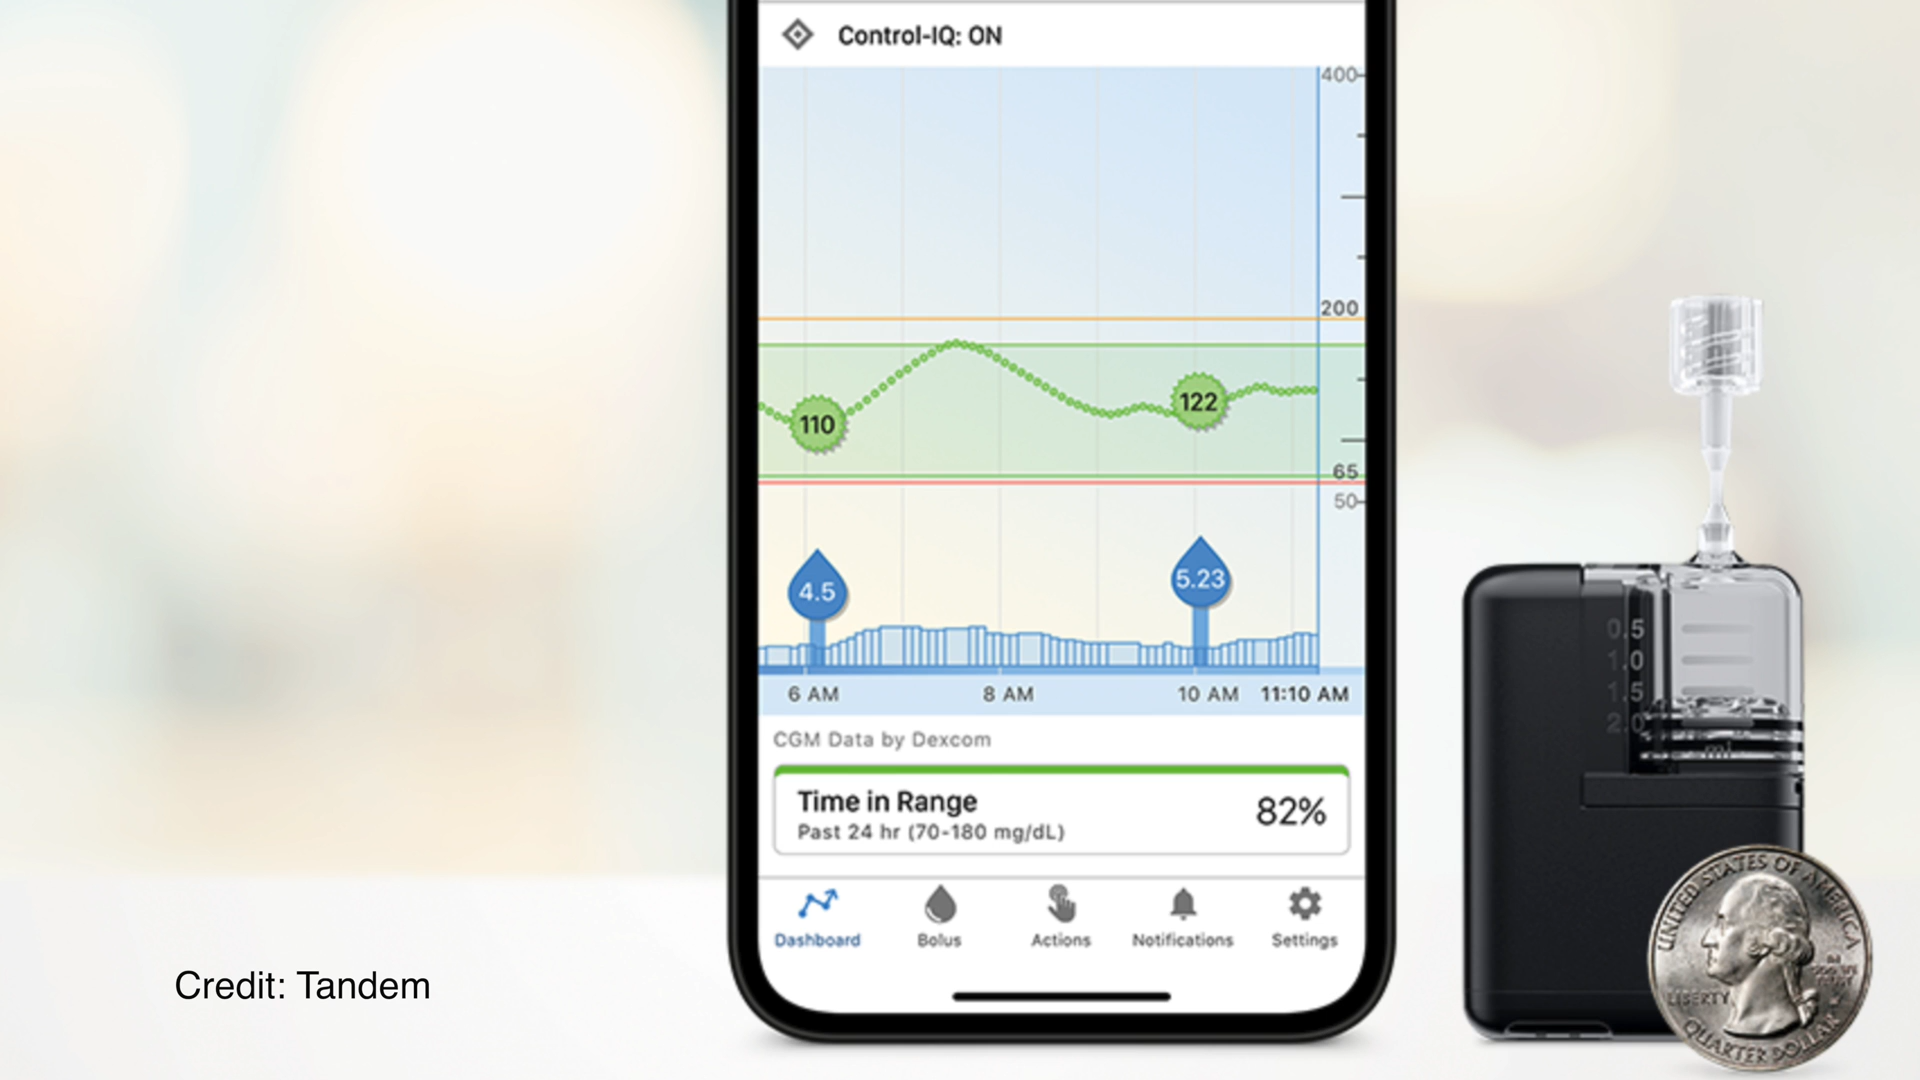 Control-IQ: ON
400
200
110
122
65
50
4.5
5.23
6 AM
8 AM
10 AM
11:10 AM
CGM Data by Dexcom
Time in Range
82%
Past 24 hr (70-180 mg/dL)
Dashboard
Bolus
Actions
Notifications
Settings
0.5
1.0
1.5
2.0
ml
UNITED STATES OF AMERICA
LIBERTY
QUARTER DOLLAR
Credit: Tandem